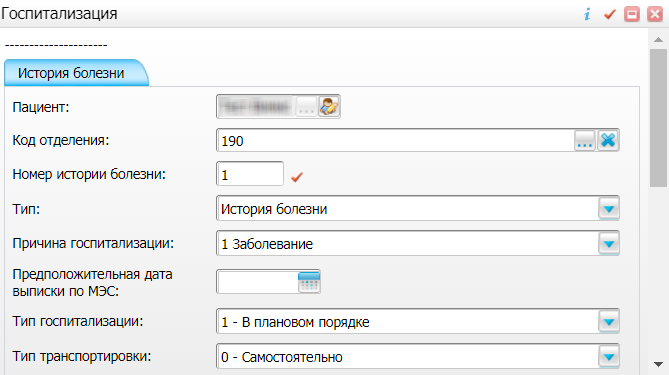 Госпитализация
---------------------
История болезни
Пациент:
Код отделения: 190
Номер истории болезни: 1
Тип: История болезни
Причина госпитализации: 1 Заболевание
Предположительная дата
выписки по МЭС:
Тип госпитализации: 1 - В плановом порядке
Тип транспортировки: 0 - Самостоятельно